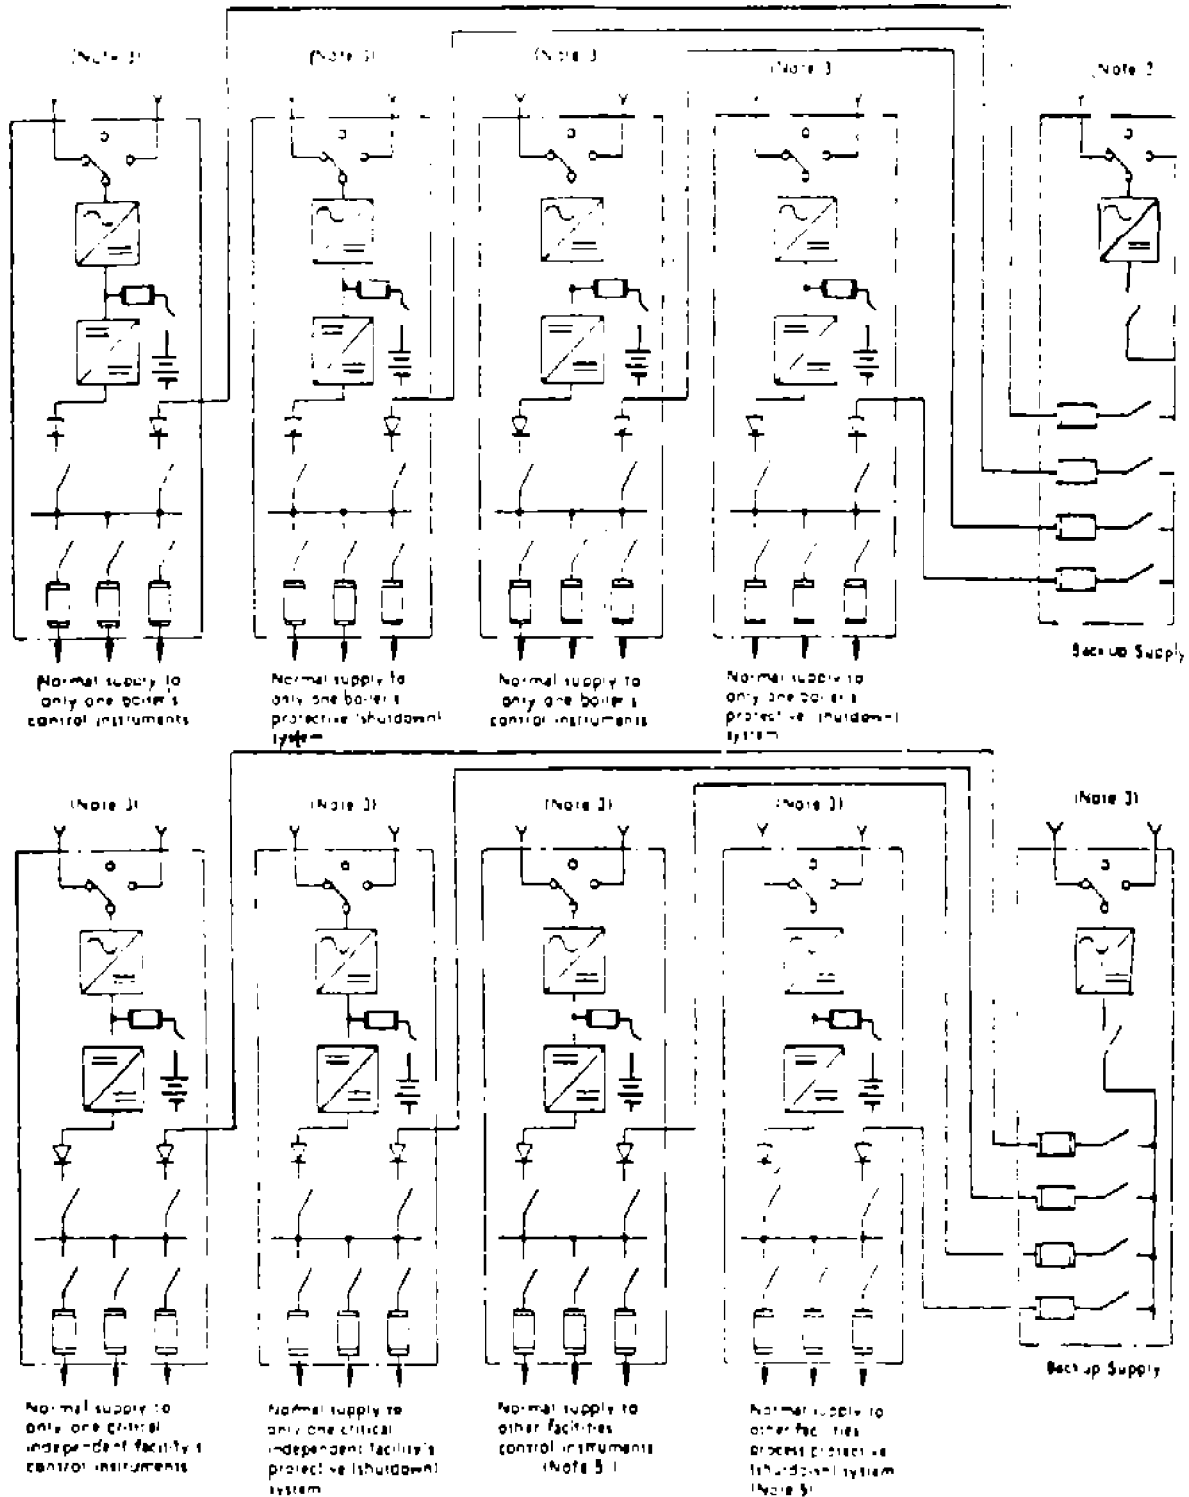 (Note 3)
(Note 3)
(Note 3
(Note 3
Note 2
Normal supply to
only one boiler's
control instruments
Normal supply to
only one boiler's
protective (shutdown)
system
Normal supply to
only one boiler's
control instruments
Normal supply to
only one boiler's
protective (shutdown)
system
Backup Supply
(Note 3)
(Note 3)
(Note 3)
(Note 3)
(Note 3)
Normal supply to
only one critical
independent facility's
control instruments
Normal supply to
only one critical
independent facility's
protective (shutdown)
system
Normal supply to
other facilities
control instruments
(Note 5)
Normal supply to
other facilities
process protective
(shutdown) system
(Note 5)
Backup Supply